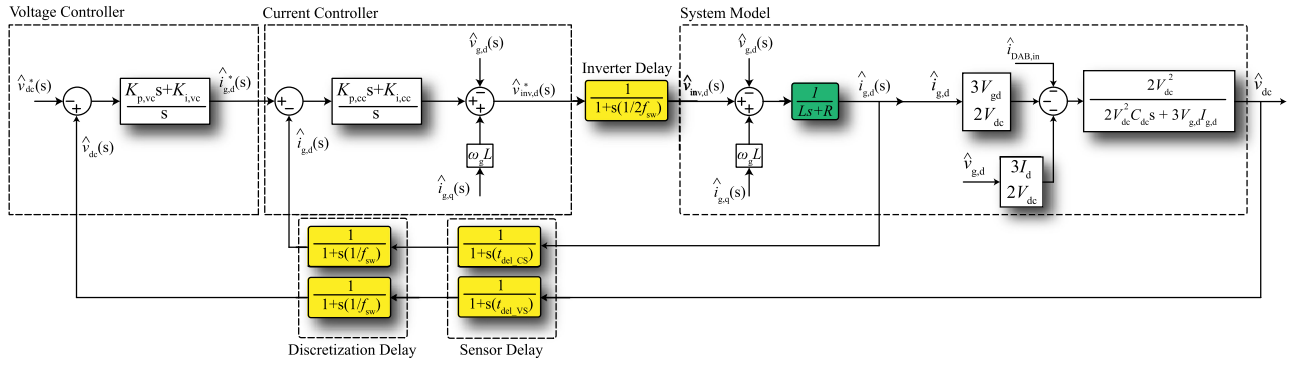 Voltage Controller
Current Controller
System Model
v̂dc*(s)
−
+
Kp,vcs+Ki,vc
s
îg,d*(s)
v̂dc(s)
+
−
Kp,ccs+Ki,cc
s
îg,d(s)
v̂g,d(s)
−
+
+
ωgL
îg,q(s)
v̂inv,d*(s)
Inverter Delay
1
1+s(1/2fsw)
v̂inv,d(s)
v̂g,d(s)
−
+
+
ωgL
îg,q(s)
1
Ls+R
îg,d(s)
îg,d
3Vgd
2Vdc
îDAB,in
−
−
v̂g,d
3Id
2Vdc
2Vdc²
2Vdc²Cdcs + 3Vg,dIg,d
v̂dc
1
1+s(1/fsw)
1
1+s(tdel_CS)
1
1+s(1/fsw)
1
1+s(tdel_VS)
Discretization Delay
Sensor Delay